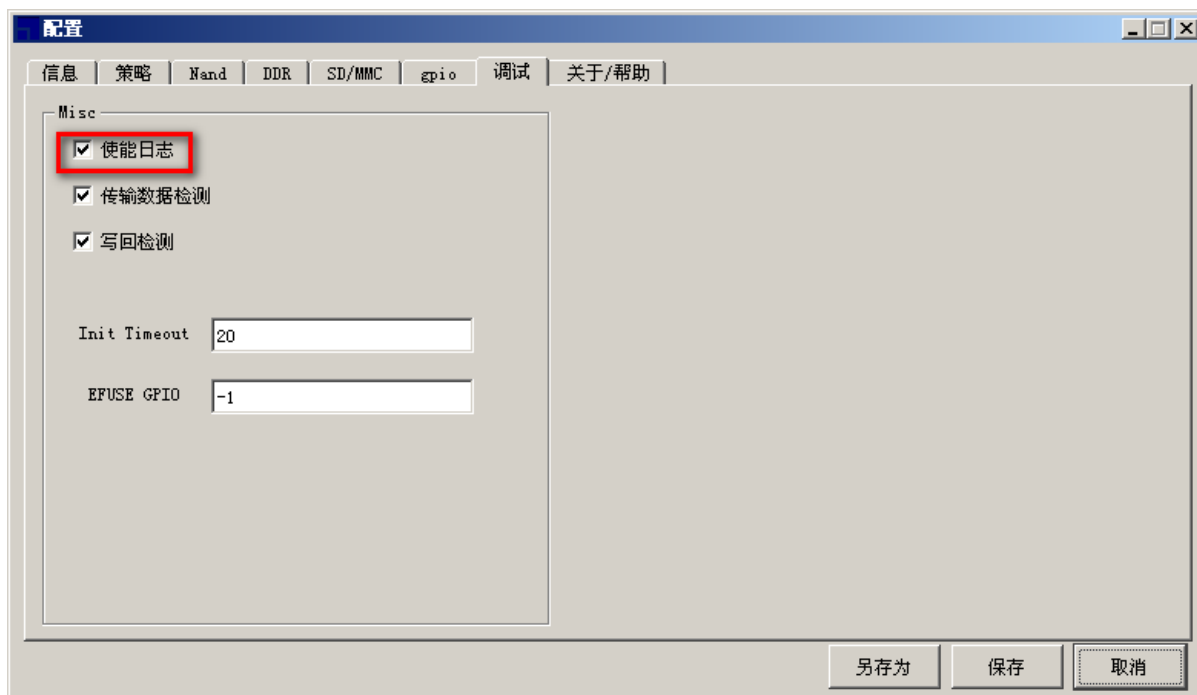 配置
信息 策略 Nand DDR SD/MMC gpio 调试 关于/帮助
Misc
使能日志
传输数据检测
写回检测
Init Timeout 20
EFUSE GPIO -1
另存为 保存 取消